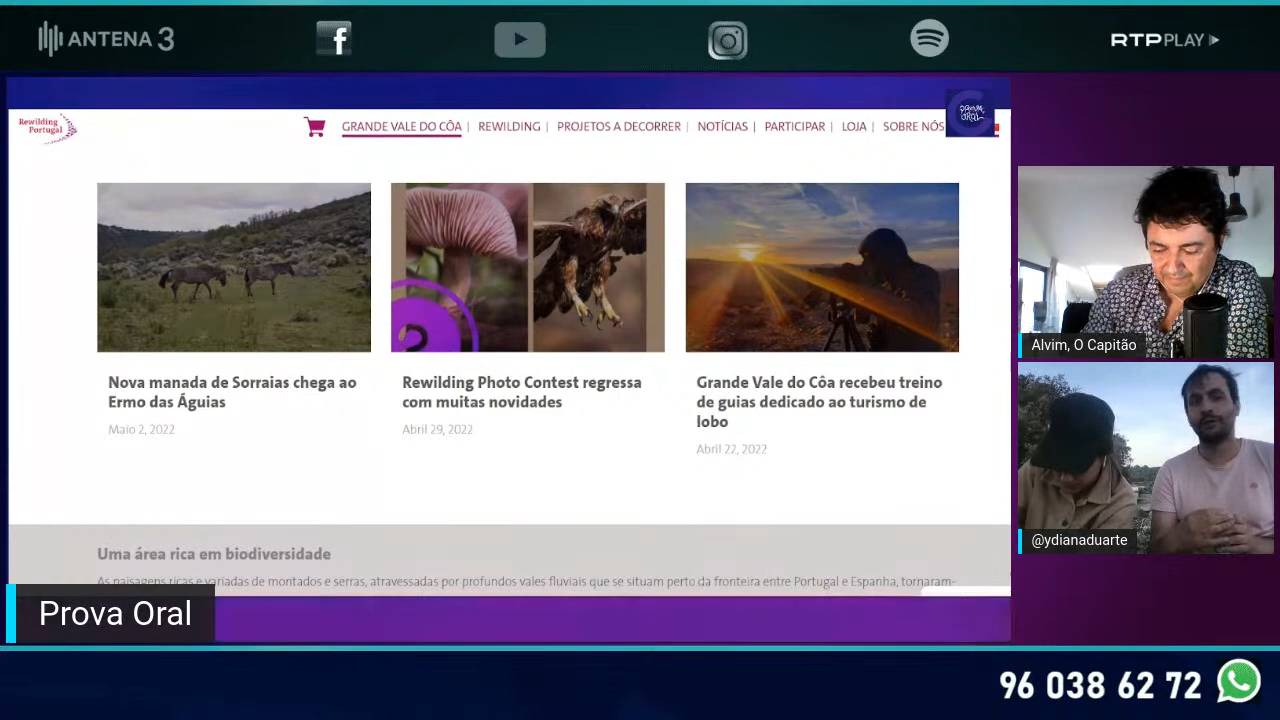 ANTENA 3
RTP PLAY
Rewilding
Portugal
GRANDE VALE DO CÔA | REWILDING | PROJETOS A DECORRER | NOTÍCIAS | PARTICIPAR | LOJA | SOBRE NÓS
PROVA ORAL
Nova manada de Sorraias chega ao
Ermo das Águias
Maio 2, 2022
Rewilding Photo Contest regressa
com muitas novidades
Abril 29, 2022
Grande Vale do Côa recebeu treino
de guias dedicado ao turismo de
lobo
Abril 22, 2022
Uma área rica em biodiversidade
As paisagens ricas e variadas de montados e serras, atravessadas por profundos vales fluviais que se situam perto da fronteira entre Portugal e Espanha, tornaram-
Alvim, O Capitão
@ydianaduarte
Prova Oral
96 038 62 72